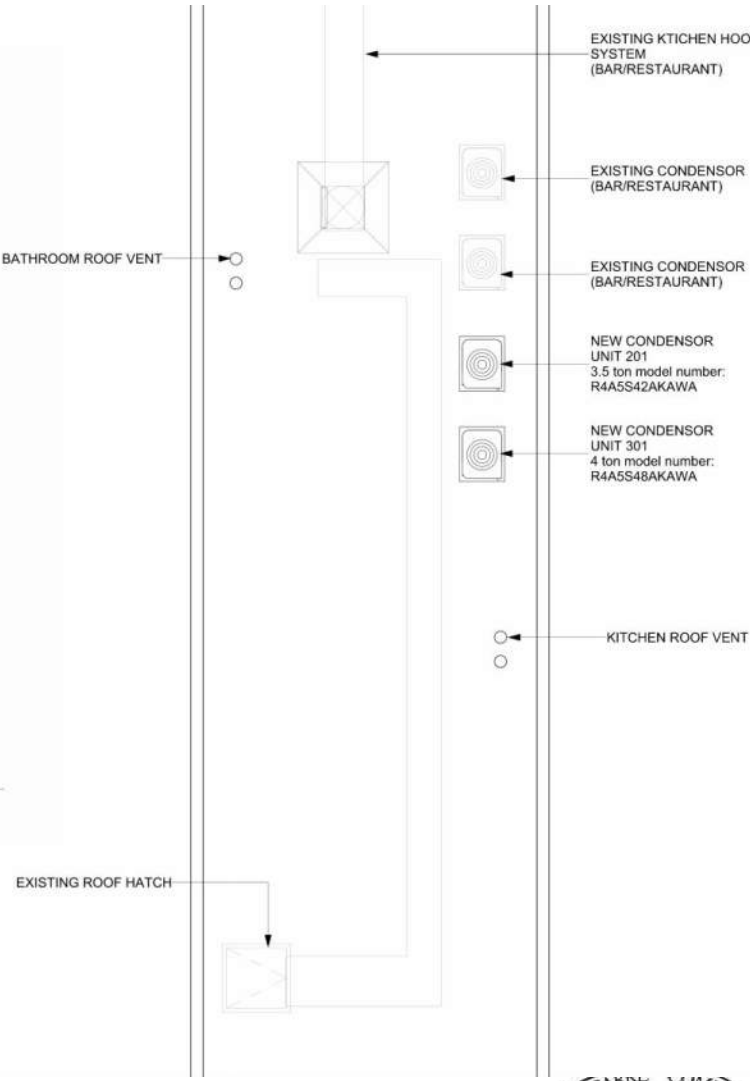 EXISTING KTICHEN HOO
SYSTEM
(BAR/RESTAURANT)
EXISTING CONDENSOR
(BAR/RESTAURANT)
BATHROOM ROOF VENT
EXISTING CONDENSOR
(BAR/RESTAURANT)
NEW CONDENSOR
UNIT 201
3.5 ton model number:
R4A5S42AKAWA
NEW CONDENSOR
UNIT 301
4 ton model number:
R4A5S48AKAWA
KITCHEN ROOF VENT
EXISTING ROOF HATCH